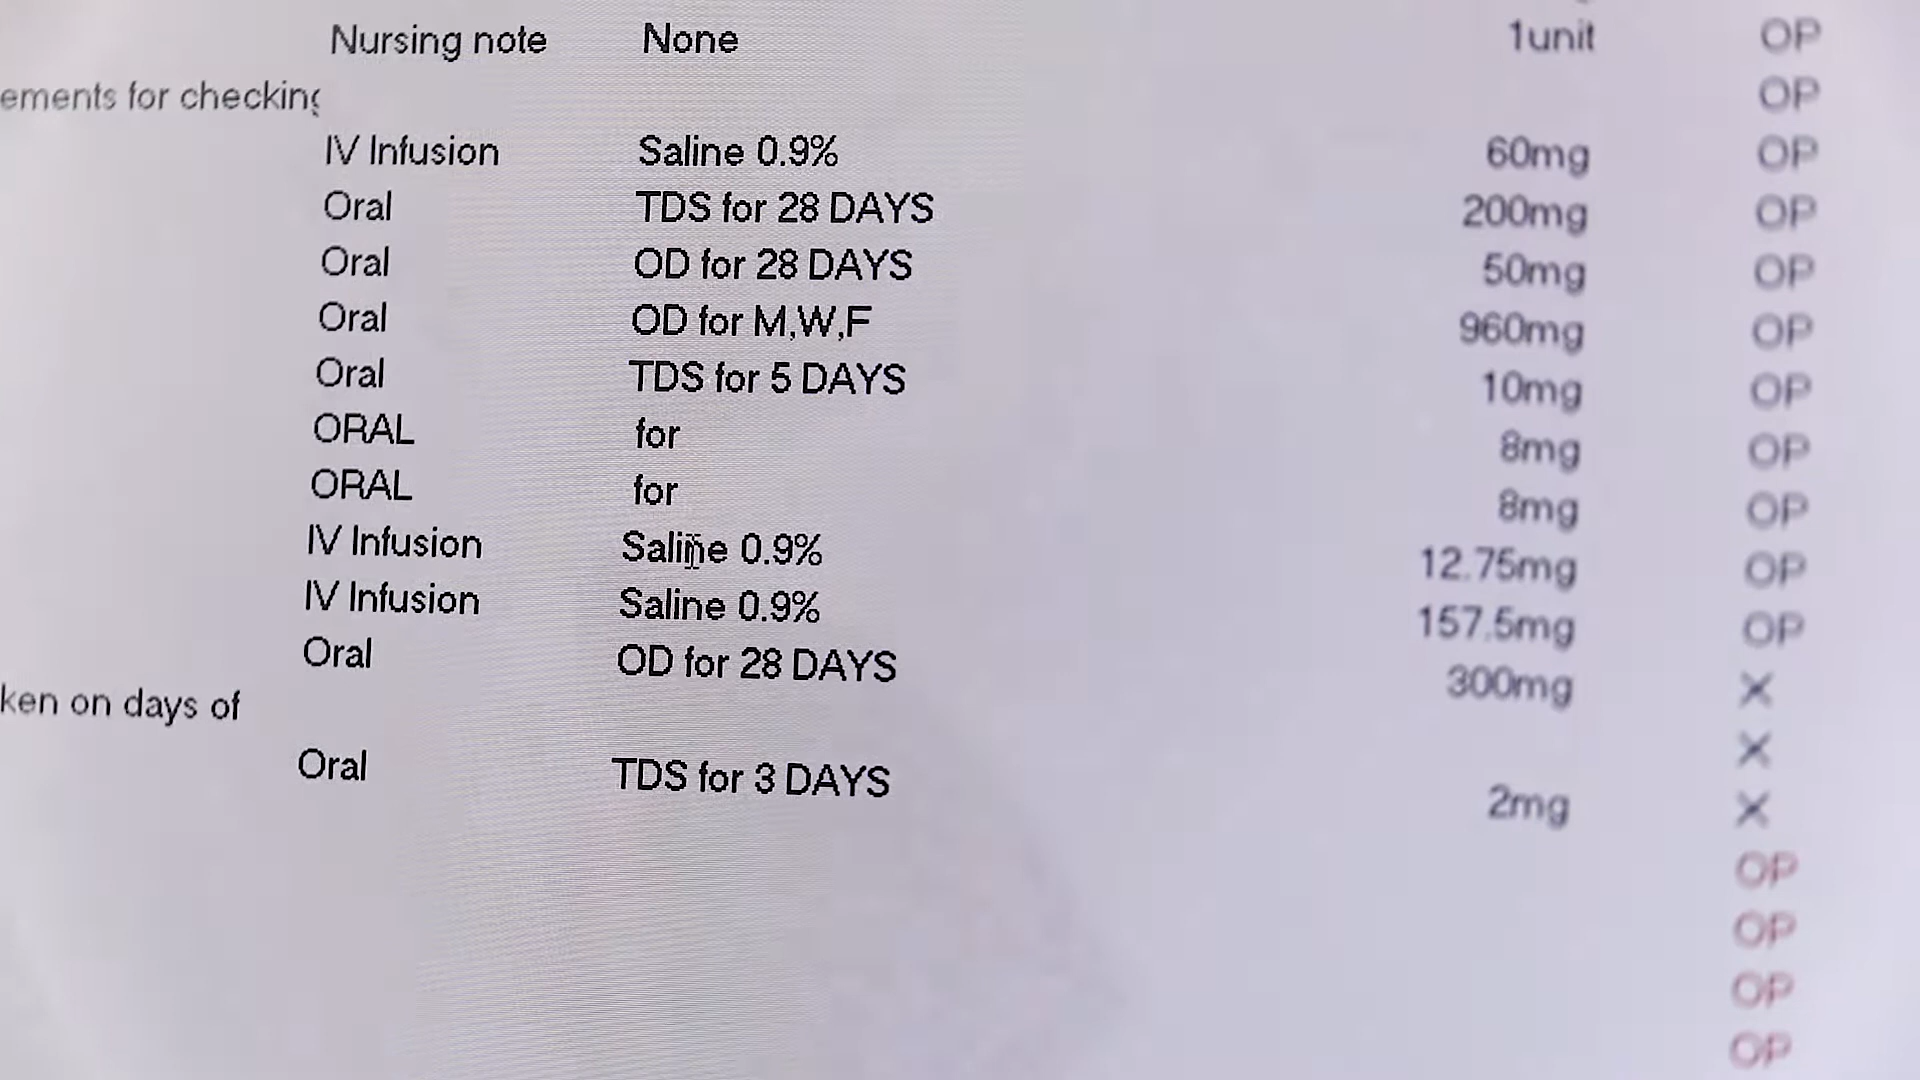 Nursing note None 1unit OP
ements for checking OP
IV Infusion Saline 0.9% 60mg OP
Oral TDS for 28 DAYS 200mg OP
Oral OD for 28 DAYS 50mg OP
Oral OD for M,W,F 960mg OP
Oral TDS for 5 DAYS 10mg OP
ORAL for 8mg OP
ORAL for 8mg OP
IV Infusion Saline 0.9% 12.75mg OP
IV Infusion Saline 0.9% 157.5mg OP
Oral OD for 28 DAYS 300mg X
ken on days of X
Oral TDS for 3 DAYS 2mg X
OP
OP
OP
OP